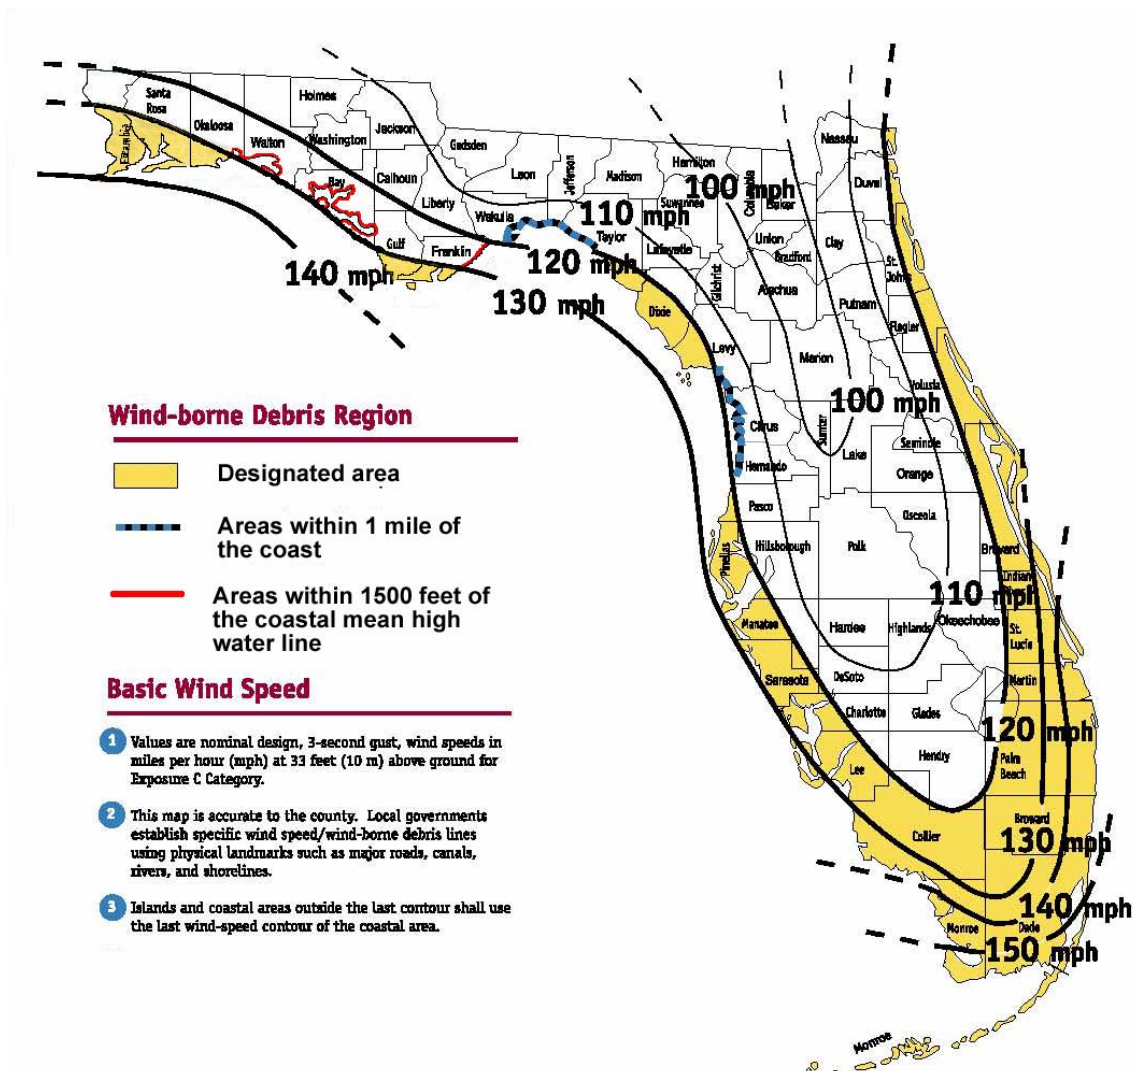 Santa
Rosa
Holmes
Okaloosa
Escambia
Walton
Washington
Jackson
Gadsden
Bay
Calhoun
Liberty
Leon
Jefferson
Madison
Hamilton
Wakulla
Suwannee
Columbia
Baker
Nassau
Duval
Gulf
Franklin
Taylor
Lafayette
Union
Bradford
Clay
St.
Johns
Gilchrist
Alachua
Putnam
Dixie
Flagler
Levy
Marion
Volusia
100 mph
110 mph
120 mph
140 mph
130 mph
100 mph
Citrus
Sumter
Lake
Seminole
Hernando
Orange
Pasco
Osceola
Pinellas
Hillsborough
Polk
Brevard
Indian
110 mph
Manatee
Hardee
Highlands
Okeechobee
St.
Lucie
Sarasota
DeSoto
Martin
Charlotte
Glades
120 mph
Lee
Hendry
Palm
Beach
Collier
Broward
130 mph
140 mph
Monroe
Dade
150 mph
Monroe
Wind-borne Debris Region
Designated area
Areas within 1 mile of
the coast
Areas within 1500 feet of
the coastal mean high
water line
Basic Wind Speed
1 Values are nominal design, 3-second gust, wind speeds in
miles per hour (mph) at 33 feet (10 m) above ground for
Exposure C Category.
2 This map is accurate to the county. Local governments
establish specific wind speed/wind-borne debris lines
using physical landmarks such as major roads, canals,
rivers, and shorelines.
3 Islands and coastal areas outside the last contour shall use
the last wind-speed contour of the coastal area.